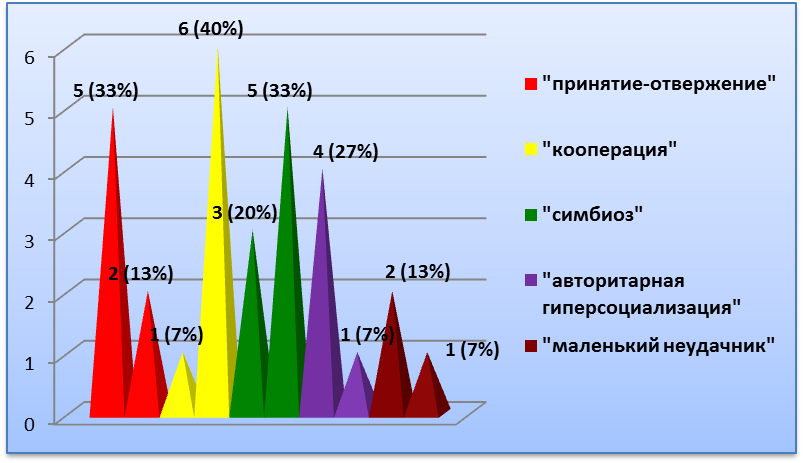 6 (40%)
5 (33%)
5 (33%)
4 (27%)
3 (20%)
2 (13%)
2 (13%)
1 (7%)
1 (7%)
1 (7%)
6
5
4
3
2
1
0
"принятие-отвержение"
"кооперация"
"симбиоз"
"авторитарная
гиперсоциализация"
"маленький неудачник"